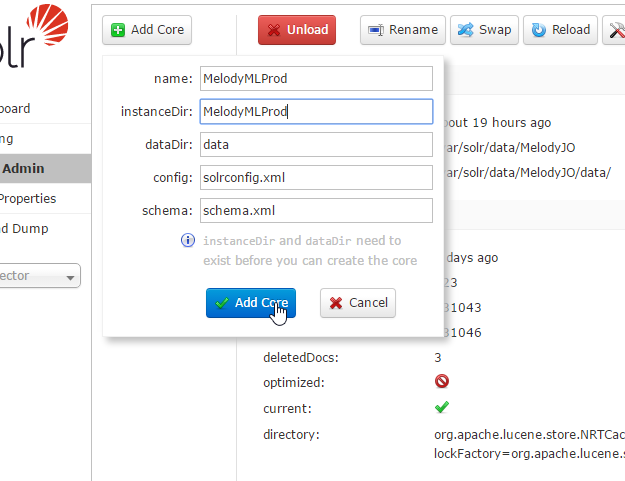 olr
Add Core
Unload
Rename
Swap
Reload
name: MelodyMLProd
instanceDir: MelodyMLProd
dataDir: data
config: solrconfig.xml
schema: schema.xml
instanceDir and dataDir need to
exist before you can create the core
Add Core
Cancel
board
ng
Admin
Properties
d Dump
ector
out 19 hours ago
ar/solr/data/MelodyJO
ar/solr/data/MelodyJO/data/
days ago
23
31043
31046
deletedDocs: 3
optimized:
current:
directory: org.apache.lucene.store.NRTCac
lockFactory=org.apache.lucene.s